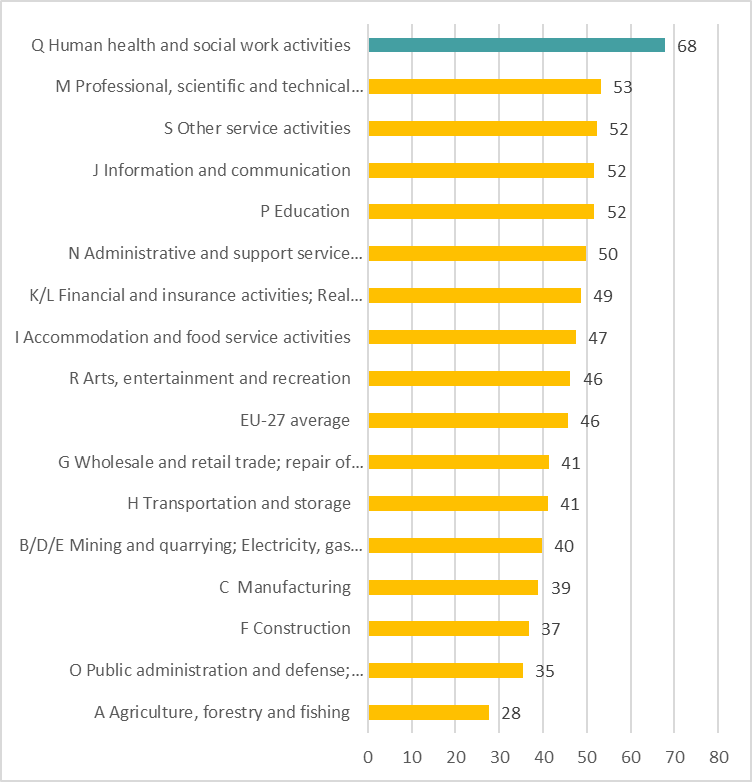 Q Human health and social work activities 68
M Professional, scientific and technical... 53
S Other service activities 52
J Information and communication 52
P Education 52
N Administrative and support service... 50
K/L Financial and insurance activities; Real... 49
I Accommodation and food service activities 47
R Arts, entertainment and recreation 46
EU-27 average 46
G Wholesale and retail trade; repair of... 41
H Transportation and storage 41
B/D/E Mining and quarrying; Electricity, gas... 40
C  Manufacturing 39
F Construction 37
O Public administration and defense;... 35
A Agriculture, forestry and fishing 28
0 10 20 30 40 50 60 70 80